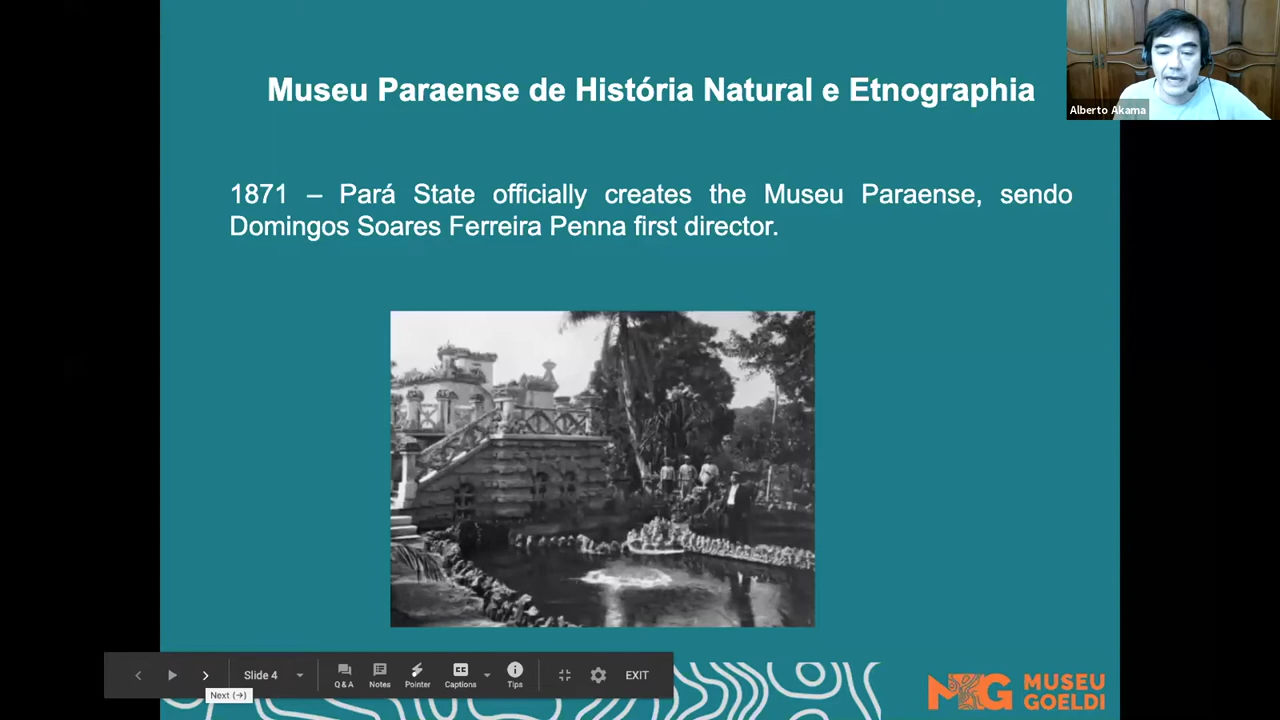 Museu Paraense de História Natural e Etnographia
Alberto Akama
1871 – Pará State officially creates the Museu Paraense, sendo
Domingos Soares Ferreira Penna first director.
Slide 4
Q&A
Notes
Pointer
Captions
Tips
EXIT
Next (→)
MPEG
MUSEU
GOELDI